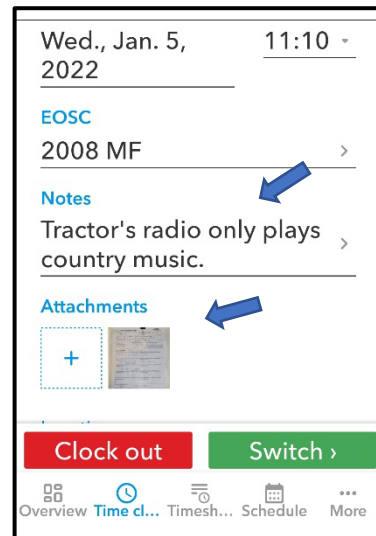 Wed., Jan. 5, 11:10
2022
EOSC
2008 MF
Notes
Tractor's radio only plays
country music.
Attachments
+
Clock out Switch ›
Overview Time cl... Timesh... Schedule More